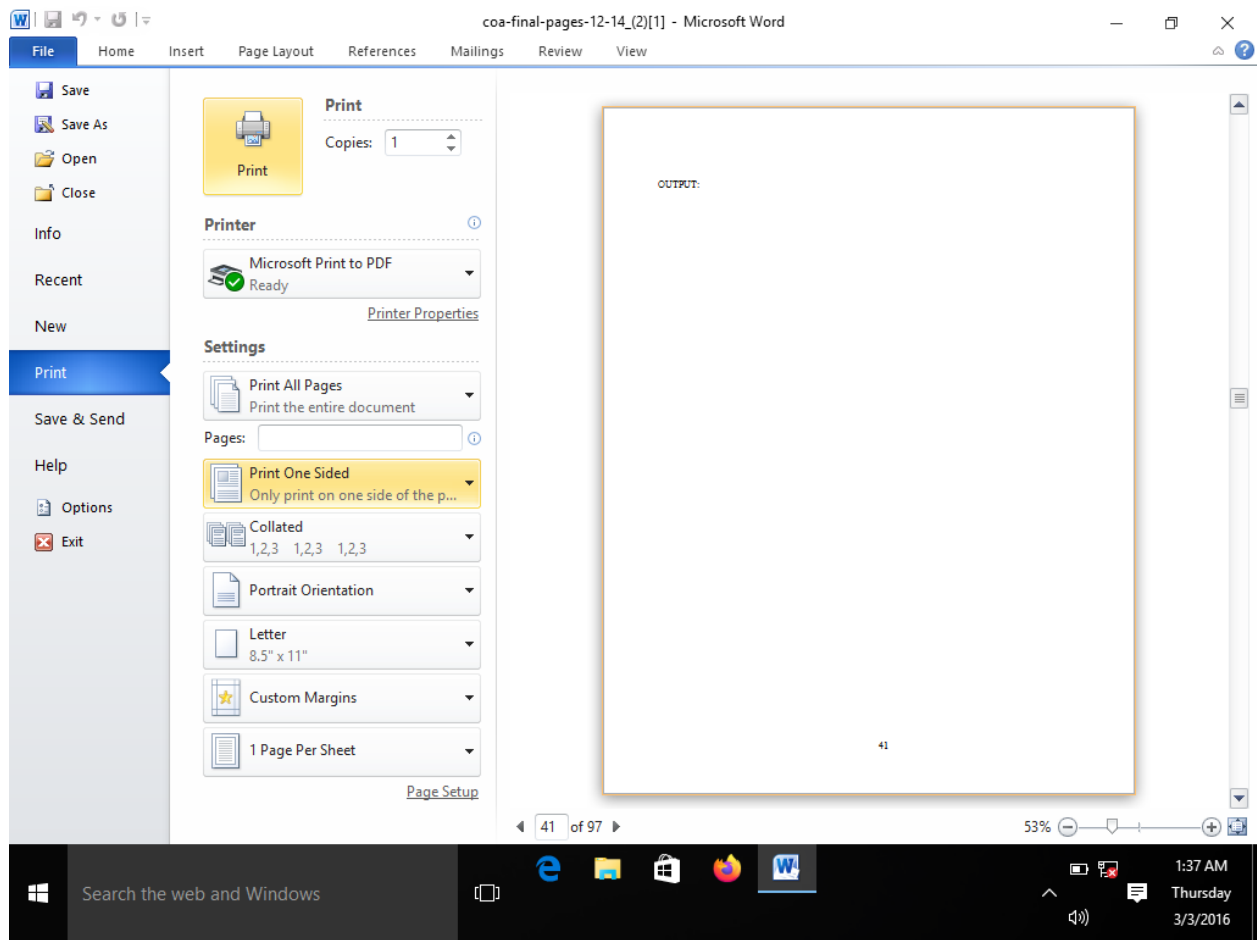 coa-final-pages-12-14_(2)[1] - Microsoft Word
File Home Insert Page Layout References Mailings Review View
Save
Save As
Open
Close
Info
Recent
New
Print
Save & Send
Help
Options
Exit
Print
Print
Copies: 1
Printer
Microsoft Print to PDF
Ready
Printer Properties
Settings
Print All Pages
Print the entire document
Pages:
Print One Sided
Only print on one side of the p...
Collated
1,2,3 1,2,3 1,2,3
Portrait Orientation
Letter
8.5" x 11"
Custom Margins
1 Page Per Sheet
Page Setup
OUTPUT:
41
41 of 97
53%
Search the web and Windows
1:37 AM
Thursday
3/3/2016